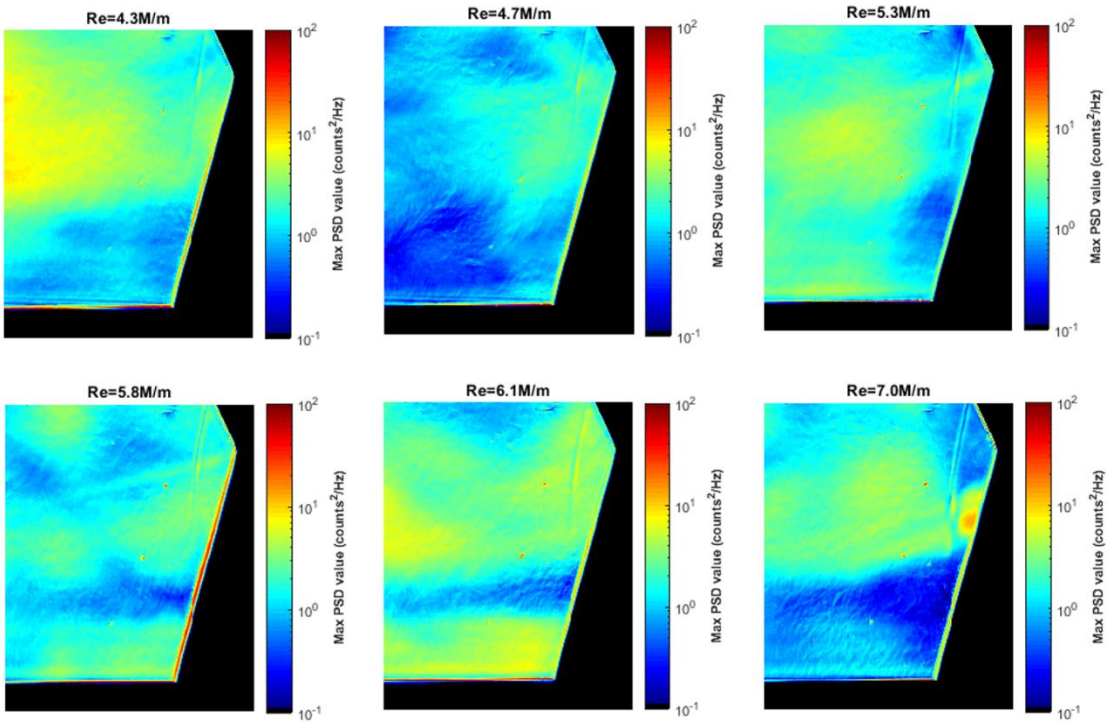 Re=4.3M/m
10^2
10^1
10^0
10^-1
Max PSD value (counts^2/Hz)
Re=4.7M/m
10^2
10^1
10^0
10^-1
Max PSD value (counts^2/Hz)
Re=5.3M/m
10^2
10^1
10^0
10^-1
Max PSD value (counts^2/Hz)
Re=5.8M/m
10^2
10^1
10^0
10^-1
Max PSD value (counts^2/Hz)
Re=6.1M/m
10^2
10^1
10^0
10^-1
Max PSD value (counts^2/Hz)
Re=7.0M/m
10^2
10^1
10^0
10^-1
Max PSD value (counts^2/Hz)